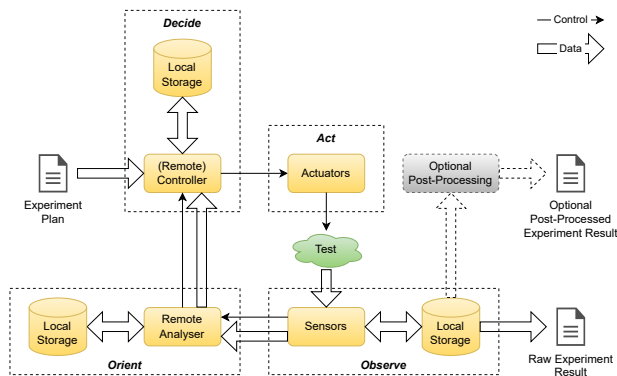 Decide
Control
Data
Local
Storage
Act
(Remote)
Controller
Actuators
Optional
Post-Processing
Experiment
Plan
Optional
Post-Processed
Experiment Result
Test
Local
Storage
Remote
Analyser
Sensors
Local
Storage
Orient
Observe
Raw Experiment
Result